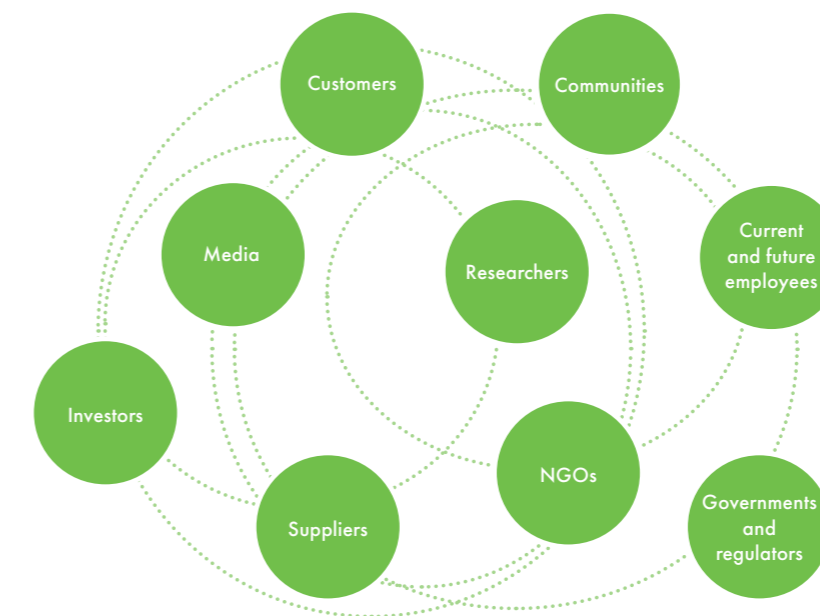 Customers
Communities
Media
Researchers
Current
and future
employees
Investors
Suppliers
NGOs
Governments
and
regulators